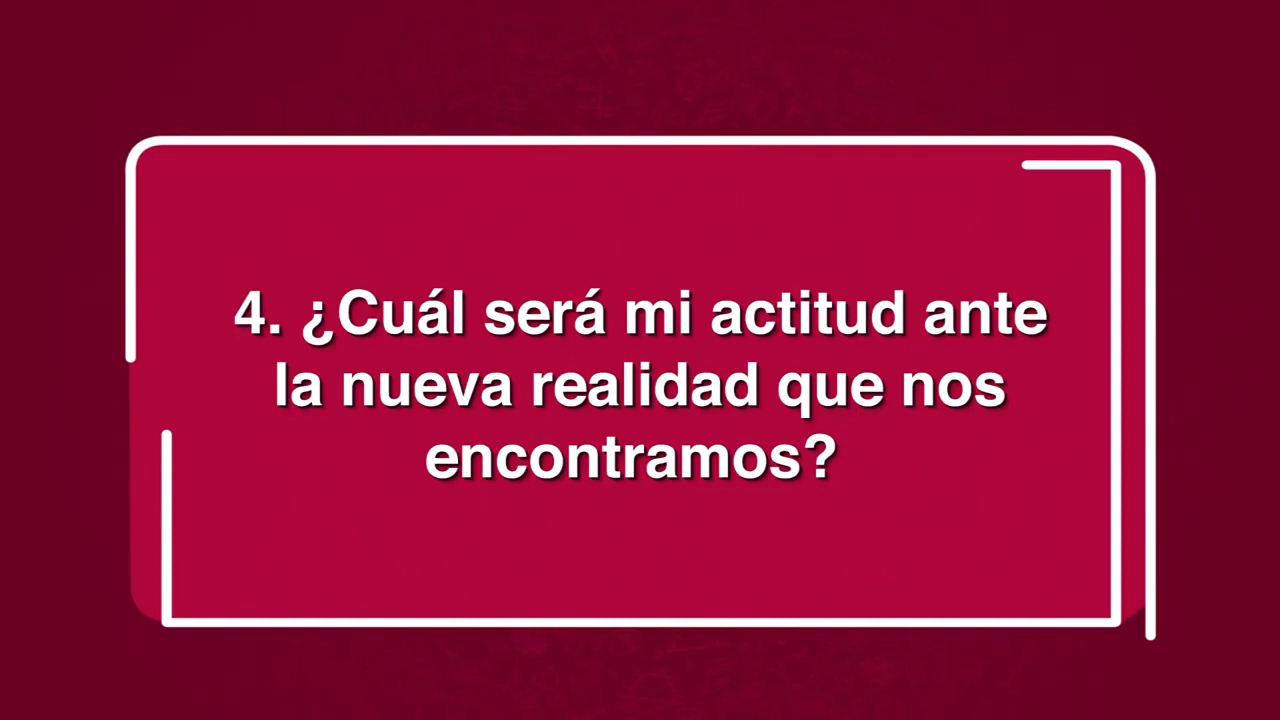 4. ¿Cuál será mi actitud ante
la nueva realidad que nos
encontramos?